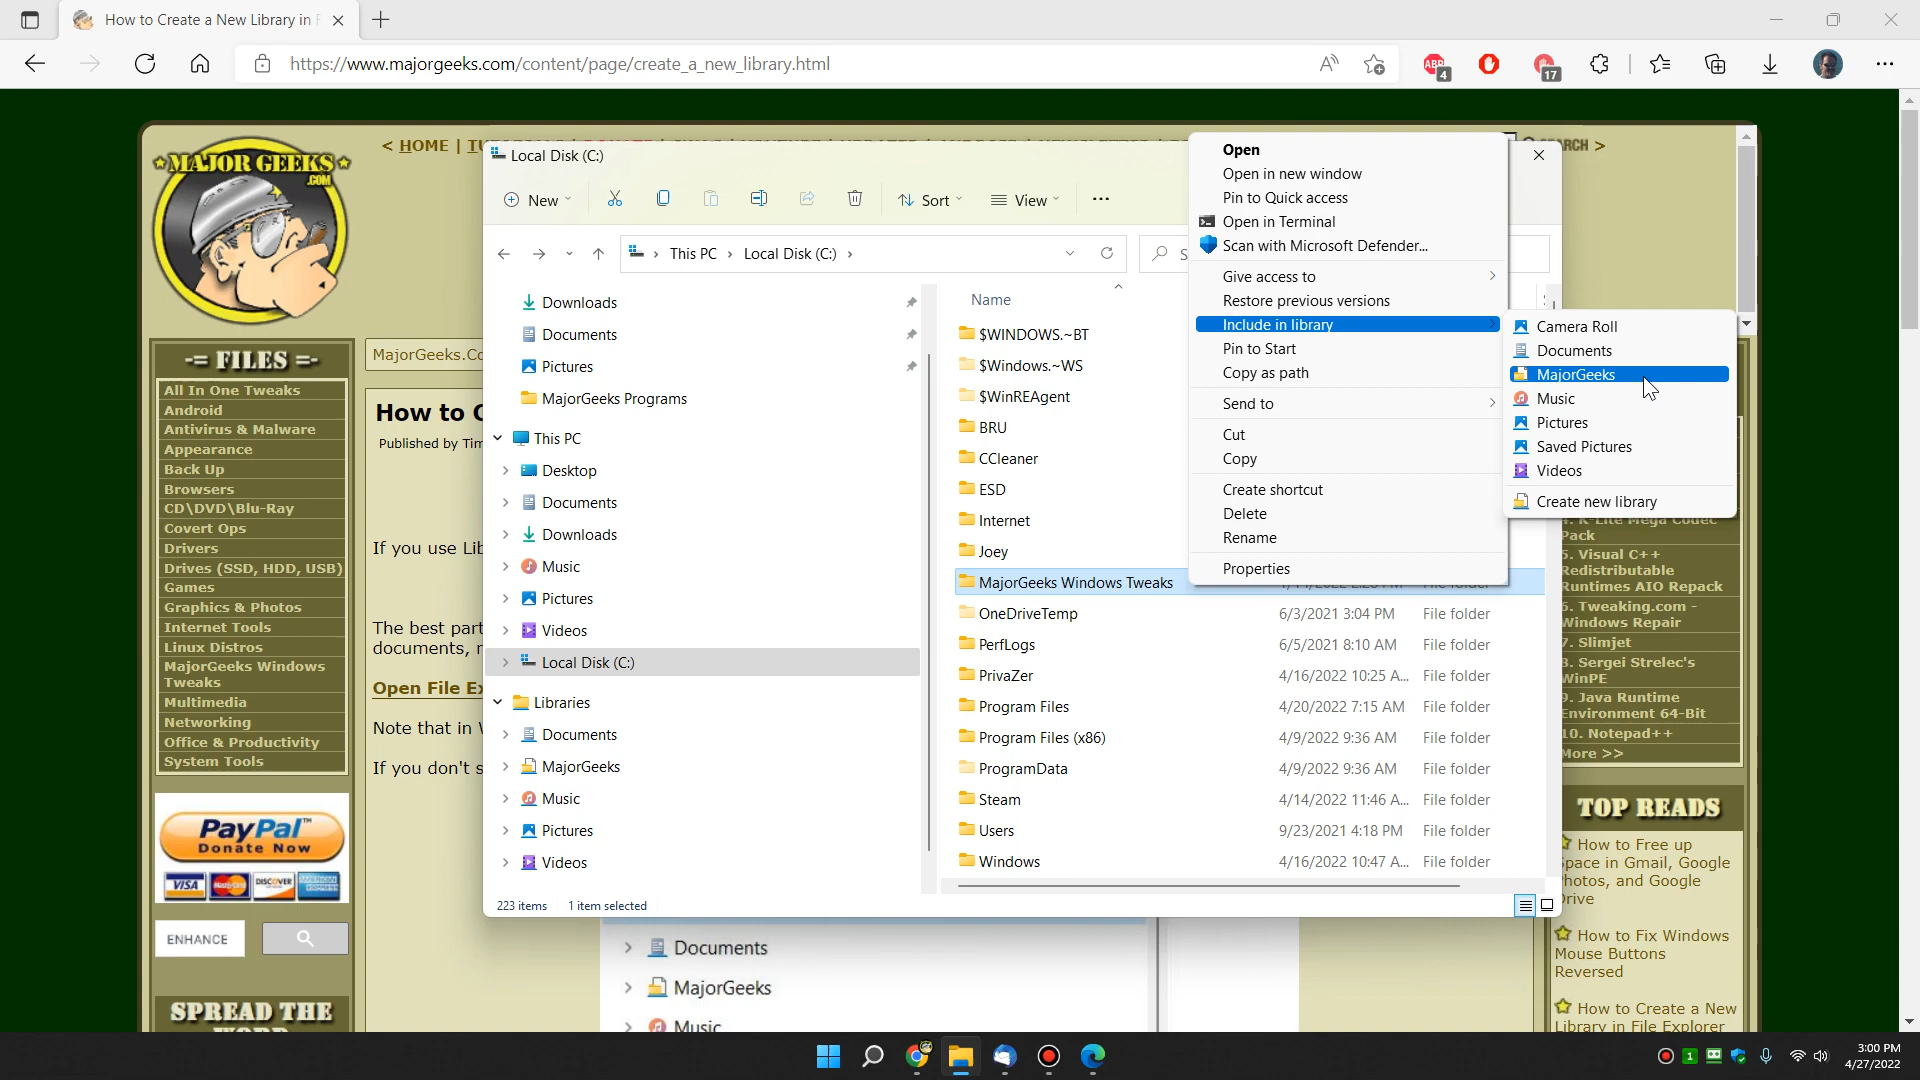 How to Create a New Library in F
https://www.majorgeeks.com/content/page/create_a_new_library.html
ABP
4
17
MAJOR GEEKS
.COM
< HOME |
ARCH >
-= FILES =-
All In One Tweaks
Android
Antivirus & Malware
Appearance
Back Up
Browsers
CD\DVD\Blu-Ray
Covert Ops
Drivers
Drives (SSD, HDD, USB)
Games
Graphics & Photos
Internet Tools
Linux Distros
MajorGeeks Windows
Tweaks
Multimedia
Networking
Office & Productivity
System Tools
PayPal™
Donate Now
VISA MasterCard DISCOVER
ENHANCE
SPREAD THE
MajorGeeks.Co
How to C
Published by Tim
If you use Lib
The best part
documents, r
Open File Ex
Note that in
If you don't s
Local Disk (C:)
New
Sort
View
This PC
Local Disk (C:)
S
Downloads
Documents
Pictures
MajorGeeks Programs
This PC
Desktop
Documents
Downloads
Music
Pictures
Videos
Local Disk (C:)
Libraries
Documents
MajorGeeks
Music
Pictures
Videos
Name
$WINDOWS.~BT
$Windows.~WS
$WinREAgent
BRU
CCleaner
ESD
Internet
Joey
MajorGeeks Windows Tweaks
OneDriveTemp 6/3/2021 3:04 PM File folder
PerfLogs 6/5/2021 8:10 AM File folder
PrivaZer 4/16/2022 10:25 A... File folder
Program Files 4/20/2022 7:15 AM File folder
Program Files (x86) 4/9/2022 9:36 AM File folder
ProgramData 4/9/2022 9:36 AM File folder
Steam 4/14/2022 11:46 A... File folder
Users 9/23/2021 4:18 PM File folder
Windows 4/16/2022 10:47 A... File folder
223 items 1 item selected
Open
Open in new window
Pin to Quick access
Open in Terminal
Scan with Microsoft Defender...
Give access to
Restore previous versions
Include in library
Pin to Start
Copy as path
Send to
Cut
Copy
Create shortcut
Delete
Rename
Properties
Camera Roll
Documents
MajorGeeks
Music
Pictures
Saved Pictures
Videos
Create new library
Pack
5. Visual C++
Redistributable
Runtimes AIO Repack
6. Tweaking.com -
Windows Repair
7. Slimjet
8. Sergei Strelec's
WinPE
9. Java Runtime
Environment 64-Bit
10. Notepad++
More >>
TOP READS
How to Free up
Space in Gmail, Google
Photos, and Google
Drive
How to Fix Windows
Mouse Buttons
Reversed
How to Create a New
Library in File Explorer
Documents
MajorGeeks
Music
1
3:00 PM
4/27/2022